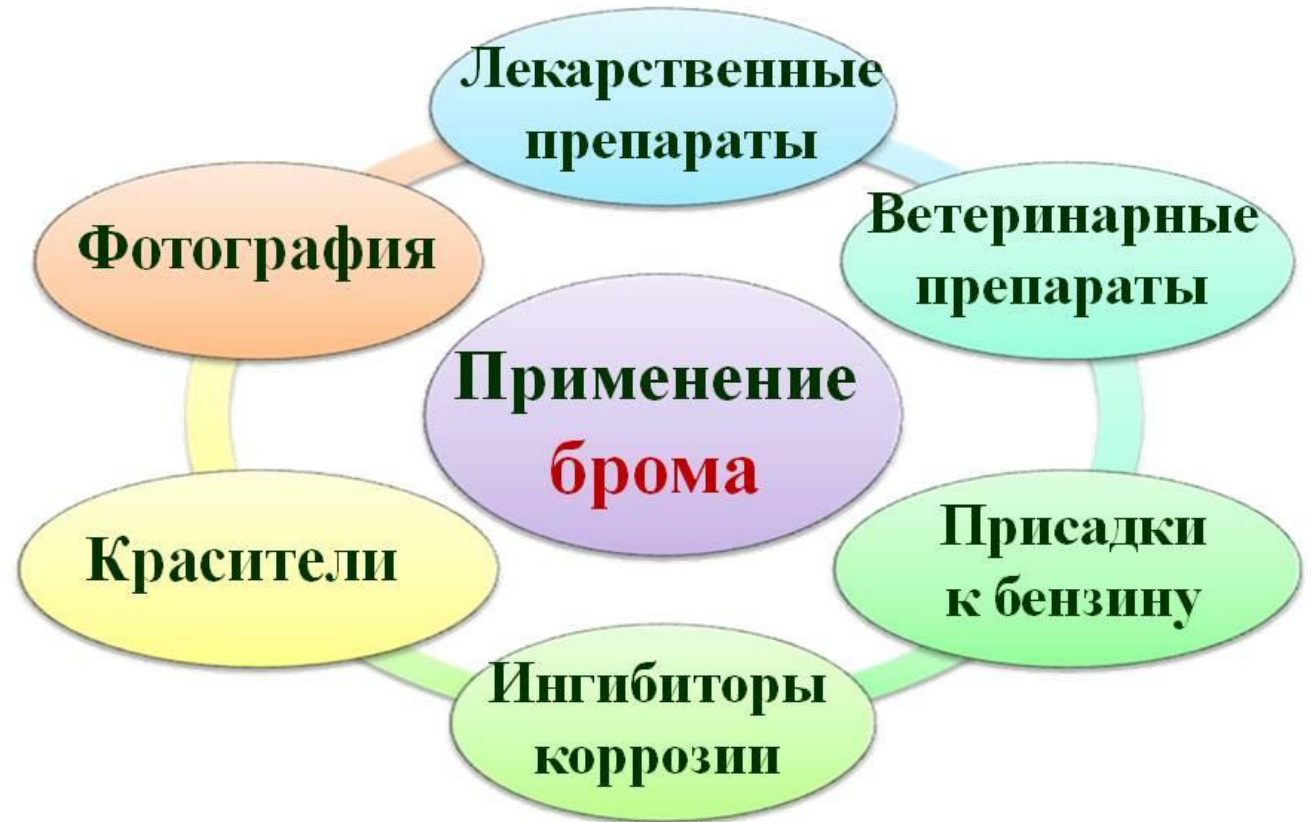 Применение
брома
Лекарственные
препараты
Ветеринарные
препараты
Присадки
к бензину
Ингибиторы
коррозии
Красители
Фотография